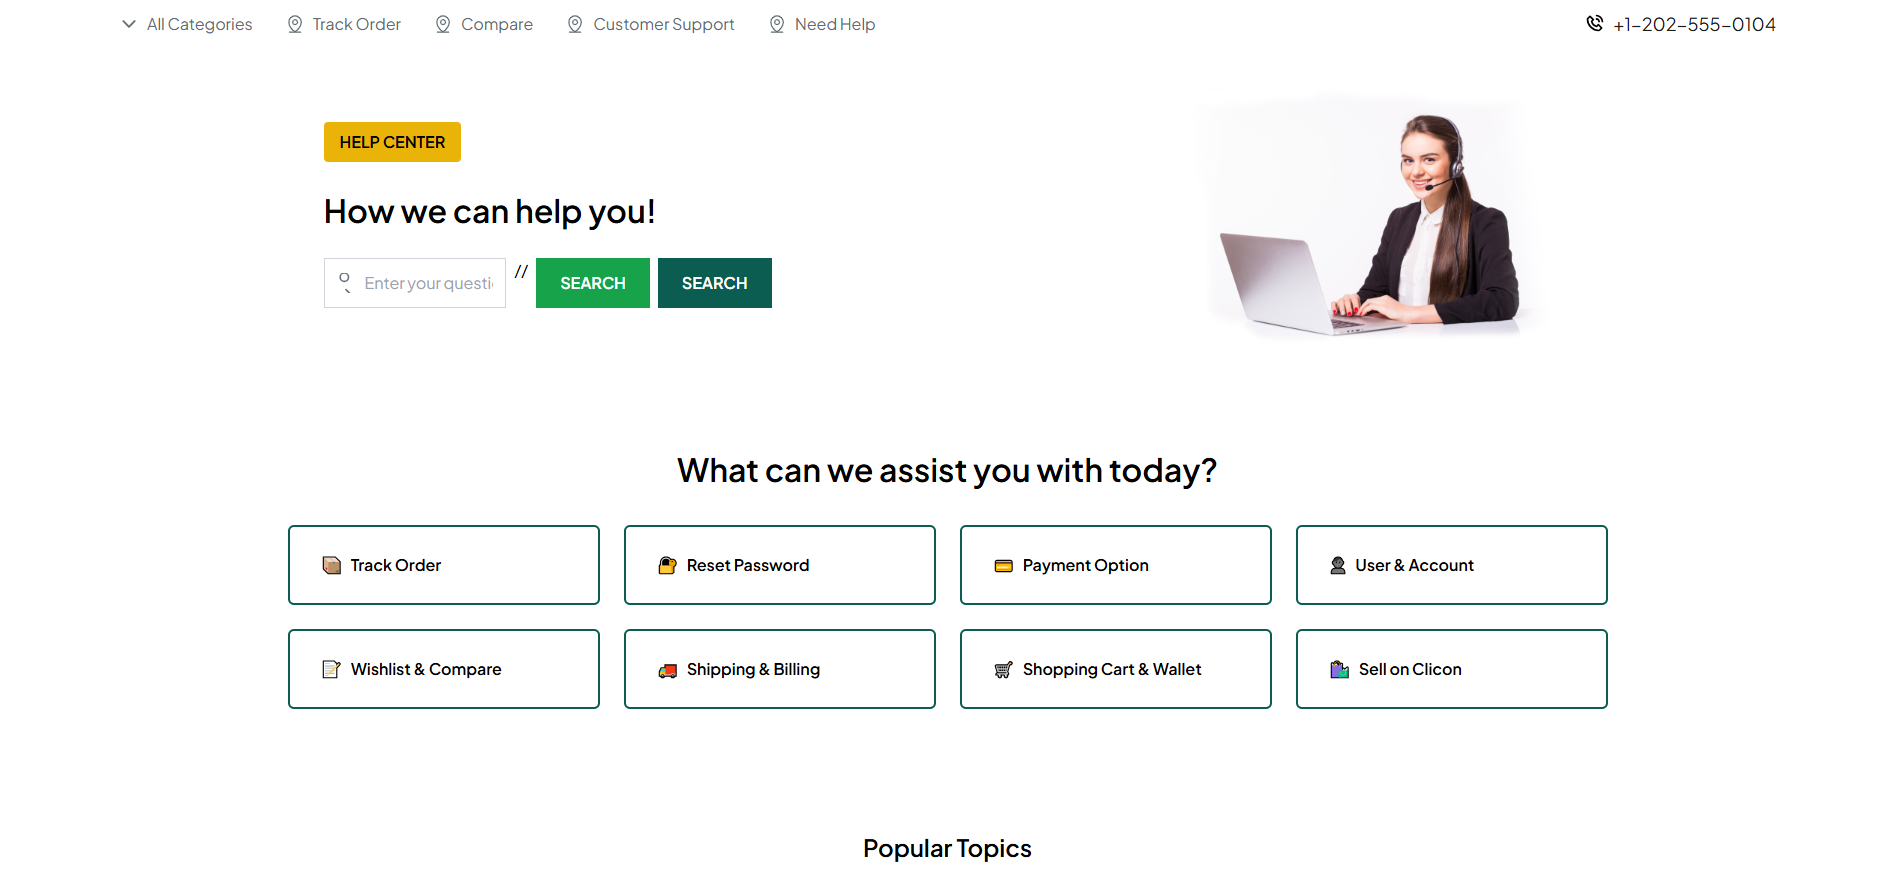 All Categories Track Order Compare Customer Support Need Help +1-202-555-0104
HELP CENTER
How we can help you!
Enter your questi // SEARCH SEARCH
What can we assist you with today?
Track Order Reset Password Payment Option User & Account
Wishlist & Compare Shipping & Billing Shopping Cart & Wallet Sell on Clicon
Popular Topics